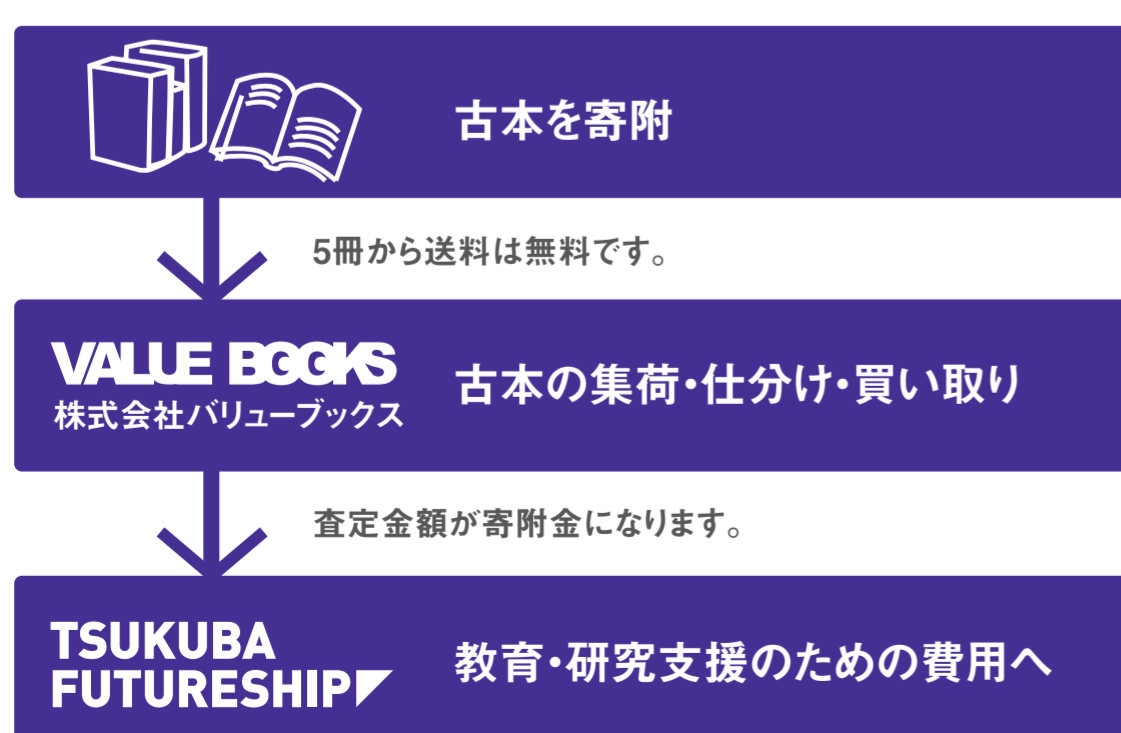 古本を寄附
5冊から送料は無料です。
VALUE BOOKS
株式会社バリューブックス
古本の集荷・仕分け・買い取り
査定金額が寄附金になります。
TSUKUBA
FUTURESHIP
教育・研究支援のための費用へ